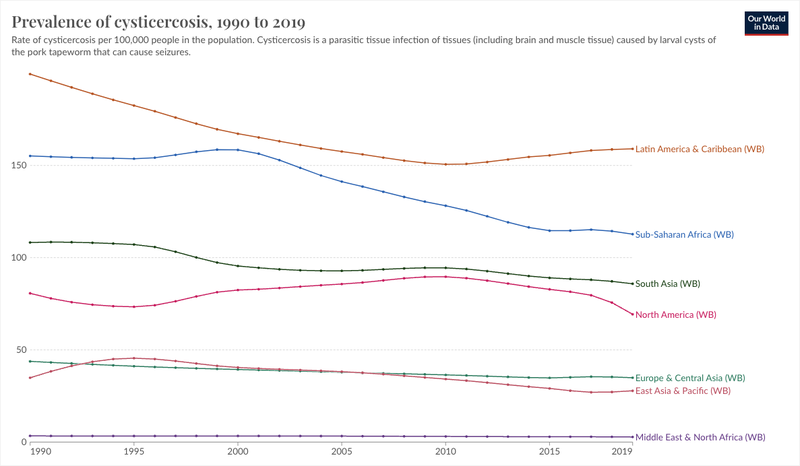 Prevalence of cysticercosis, 1990 to 2019
Our World
in Data
Rate of cysticercosis per 100,000 people in the population. Cysticercosis is a parasitic tissue infection of tissues (including brain and muscle tissue) caused by larval cysts of
the pork tapeworm that can cause seizures.
Latin America & Caribbean (WB)
150
Sub-Saharan Africa (WB)
100
South Asia (WB)
North America (WB)
50
Europe & Central Asia (WB)
East Asia & Pacific (WB)
Middle East & North Africa (WB)
0
1990 1995 2000 2005 2010 2015 2019